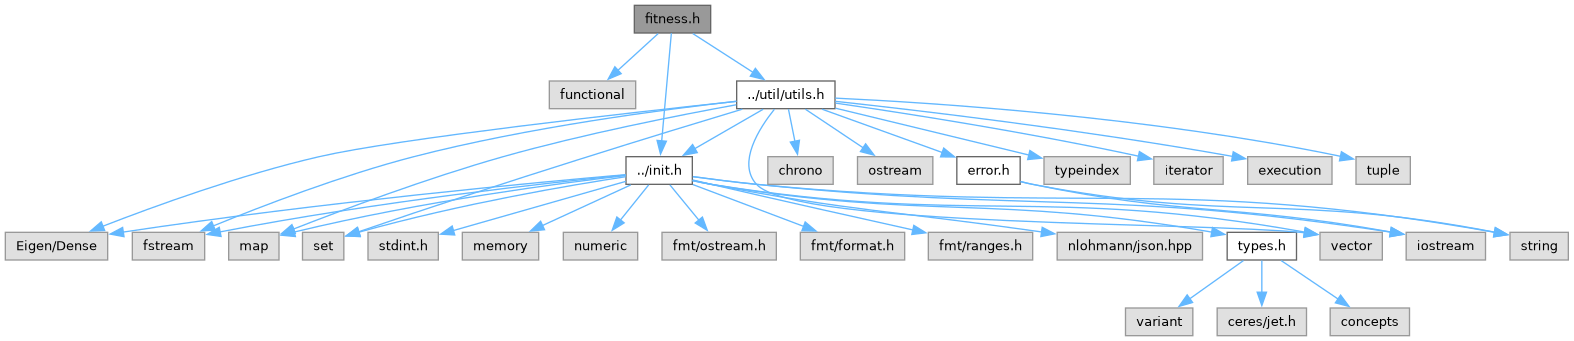 fitness.h
functional
../util/utils.h
../init.h
chrono
ostream
error.h
typeindex
iterator
execution
tuple
Eigen/Dense
fstream
map
set
stdint.h
memory
numeric
fmt/ostream.h
fmt/format.h
fmt/ranges.h
nlohmann/json.hpp
types.h
vector
iostream
string
variant
ceres/jet.h
concepts